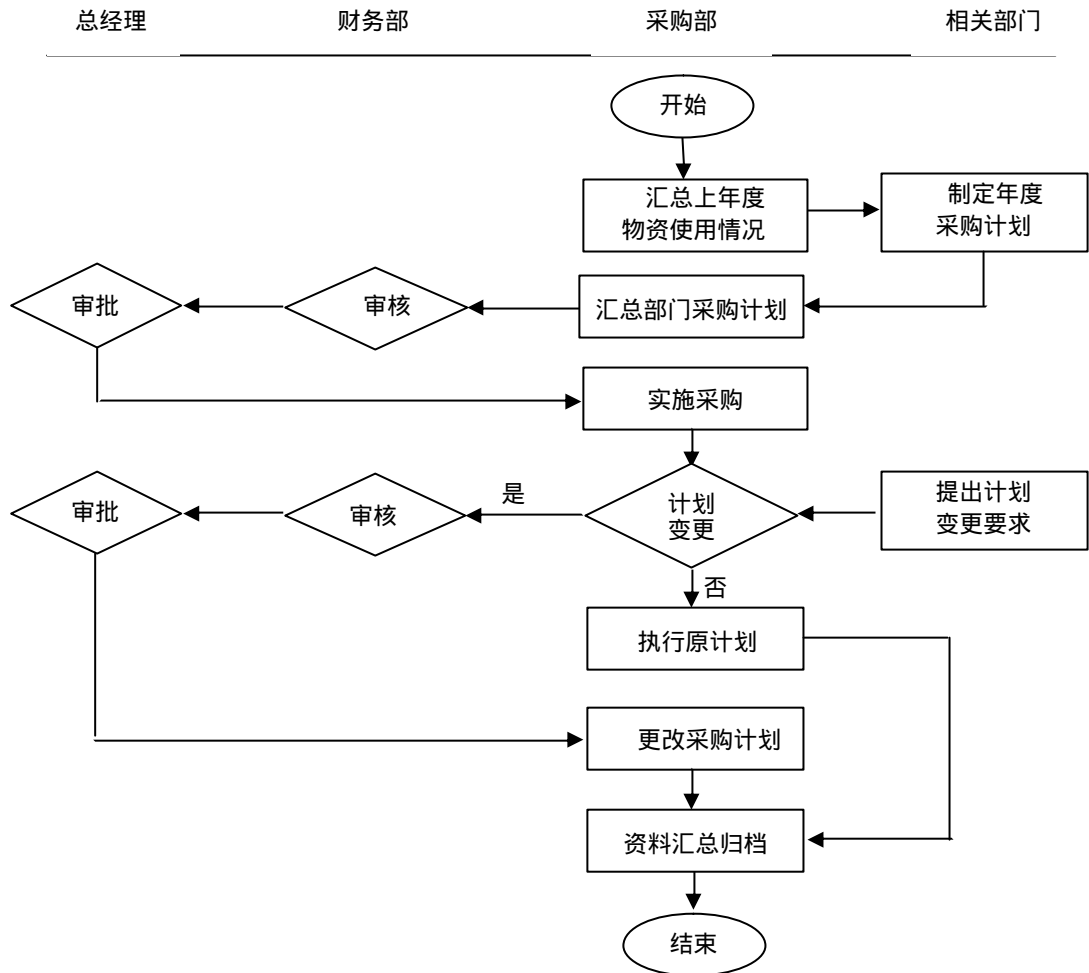 总经理 财务部 采购部 相关部门
开始
汇总上年度
物资使用情况
制定年度
采购计划
审批
审核
汇总部门采购计划
实施采购
审批
审核
是
计划
变更
提出计划
变更要求
否
执行原计划
更改采购计划
资料汇总归档
结束